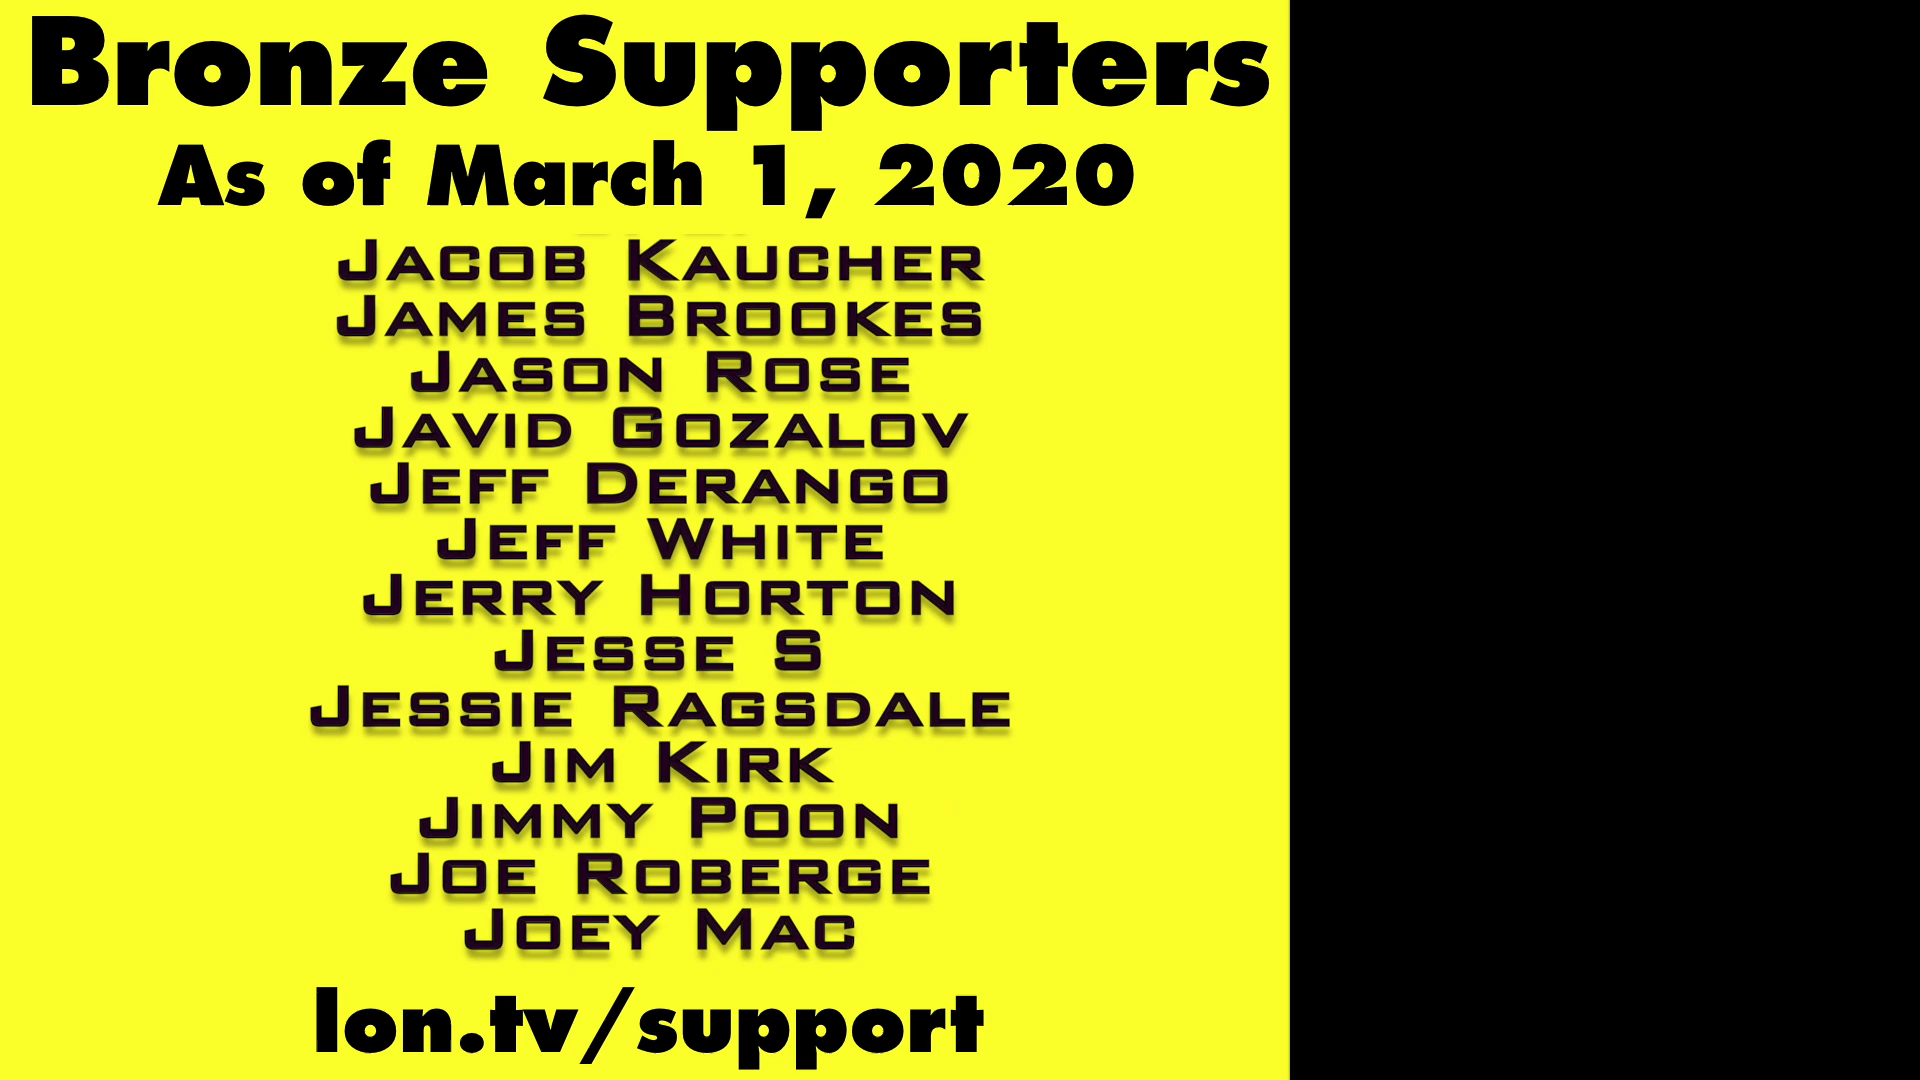 Bronze Supporters
As of March 1, 2020
Jacob Kaucher
James Brookes
Jason Rose
Javid Gozalov
Jeff Derango
Jeff White
Jerry Horton
Jesse S
Jessie Ragsdale
Jim Kirk
Jimmy Poon
Joe Roberge
Joey Mac
lon.tv/support